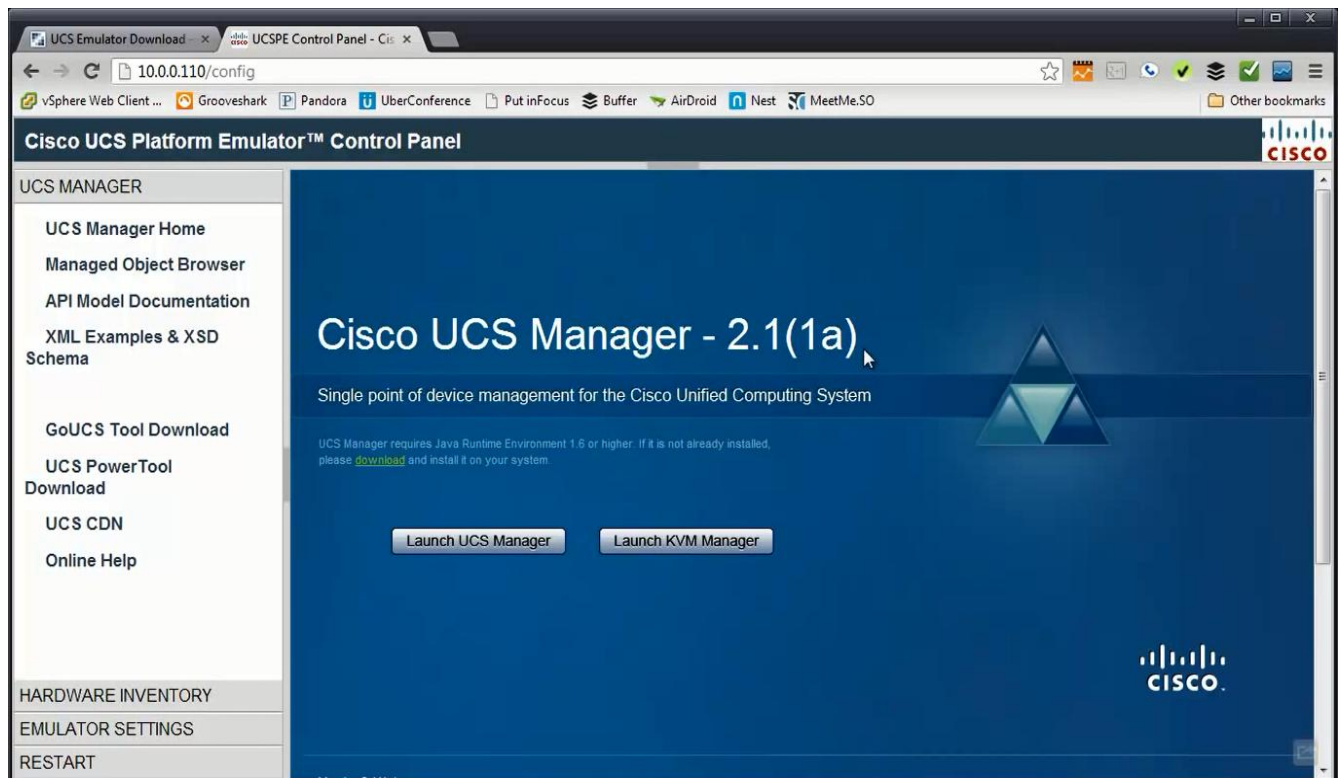 UCS Emulator Download -
UCSPE Control Panel - Cis
10.0.0.110/config
vSphere Web Client ...
Grooveshark
Pandora
UberConference
Put inFocus
Buffer
AirDroid
Nest
MeetMe.SO
Other bookmarks
Cisco UCS Platform Emulator™ Control Panel
CISCO
UCS MANAGER
UCS Manager Home
Managed Object Browser
API Model Documentation
XML Examples & XSD
Schema
GoUCS Tool Download
UCS PowerTool
Download
UCS CDN
Online Help
HARDWARE INVENTORY
EMULATOR SETTINGS
RESTART
Cisco UCS Manager - 2.1(1a)
Single point of device management for the Cisco Unified Computing System
UCS Manager requires Java Runtime Environment 1.6 or higher. If it is not already installed,
please download and install it on your system.
Launch UCS Manager
Launch KVM Manager
CISCO.